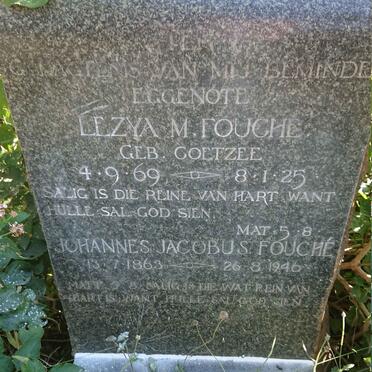 TER
GEDAGTENIS VAN MIJ BEMINDE
EGGENOTE
LEZYA M. FOUCHE
GEB. COETZEE
4·9·69 8·1·25
SALIG IS DIE REINE VAN HART WANT
HULLE SAL GOD SIEN
MAT. 5-8
JOHANNES JACOBUS FOUCHÉ
13·7·1863 26·8·1946
MATT 5 8 SALIG IS DIE WAT REIN VAN
HART IS WANT HULLE SAL GOD SIEN